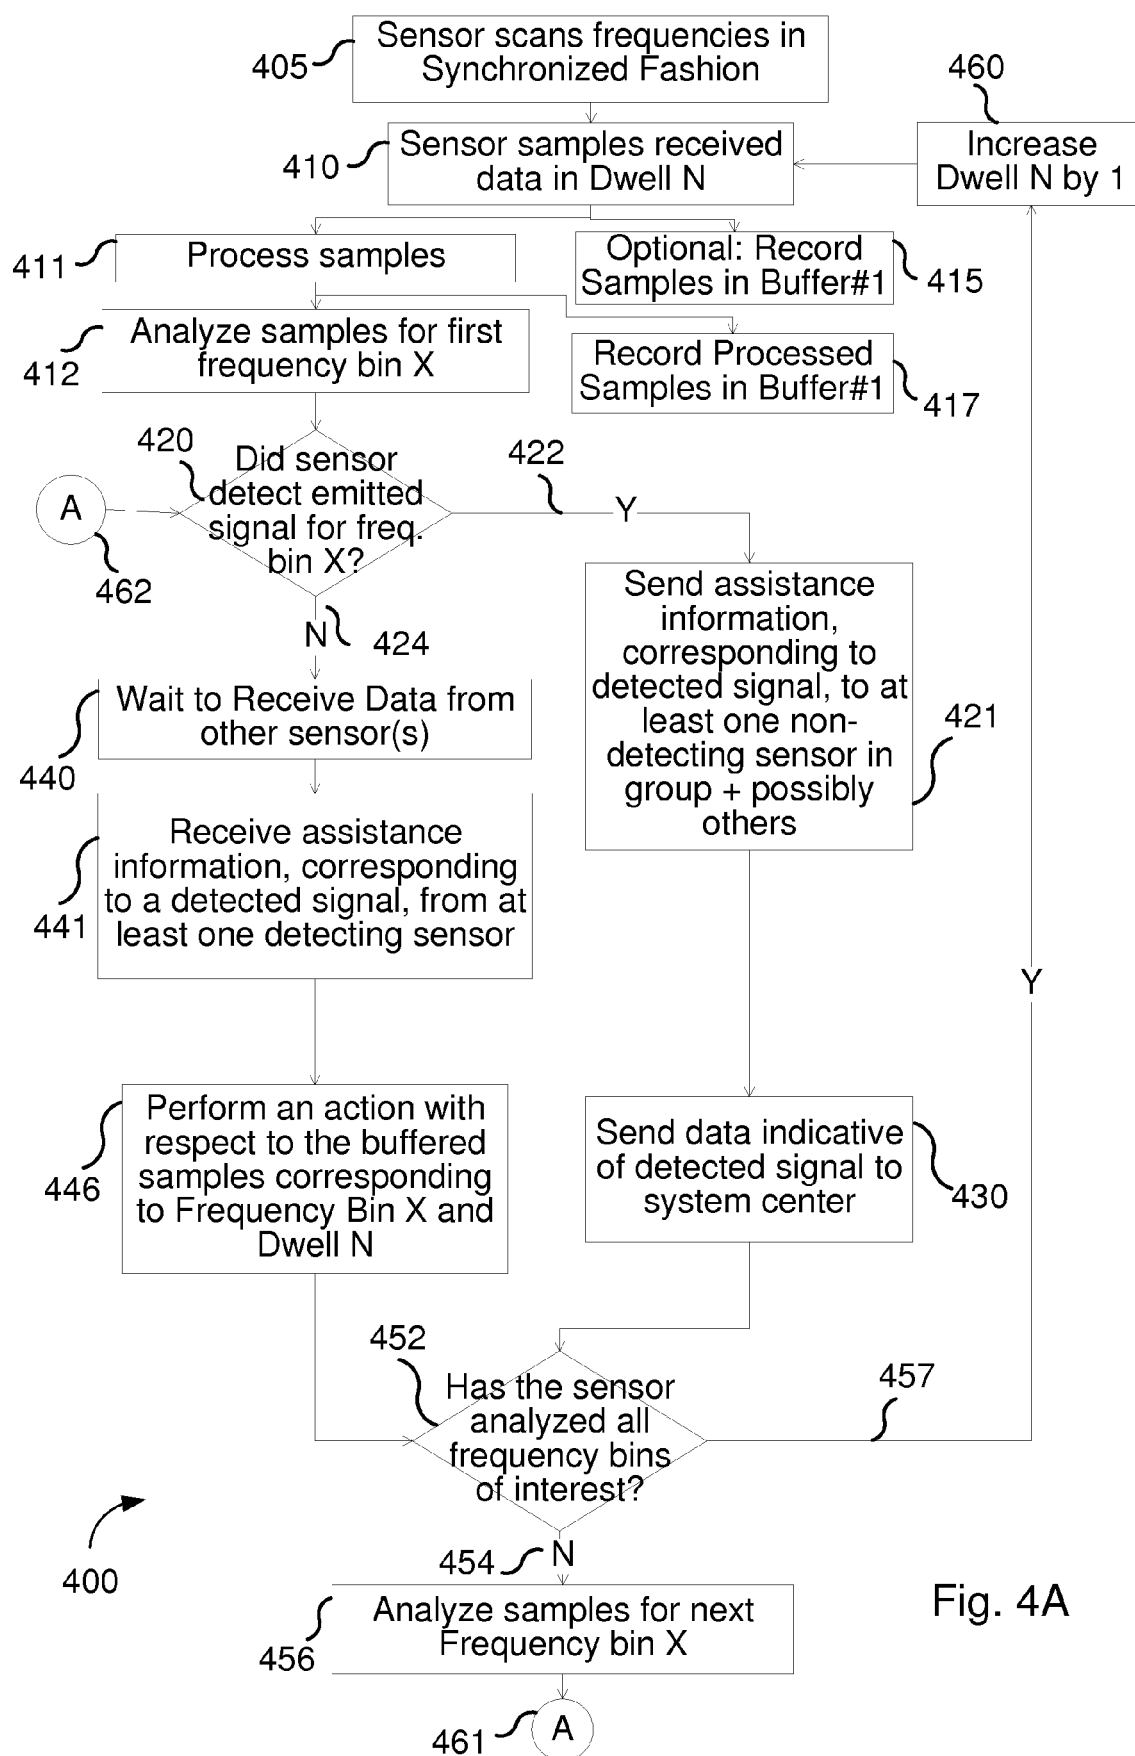 Sensor scans frequencies in
Synchronized Fashion
405
460
Sensor samples received
data in Dwell N
410
Increase
Dwell N by 1
Process samples
411
Optional: Record
Samples in Buffer#1
415
Analyze samples for first
frequency bin X
412
Record Processed
Samples in Buffer#1
417
420
Did sensor
detect emitted
signal for freq.
bin X?
422
Y
A
462
N
424
Send assistance
information,
corresponding to
detected signal, to at
least one non-
detecting sensor in
group + possibly
others
421
Wait to Receive Data from
other sensor(s)
440
Receive assistance
information, corresponding
to a detected signal, from at
least one detecting sensor
441
Y
Perform an action with
respect to the buffered
samples corresponding
to Frequency Bin X and
Dwell N
446
Send data indicative
of detected signal to
system center
430
452
Has the sensor
analyzed all
frequency bins
of interest?
457
400
454
N
Analyze samples for next
Frequency bin X
456
Fig. 4A
461
A